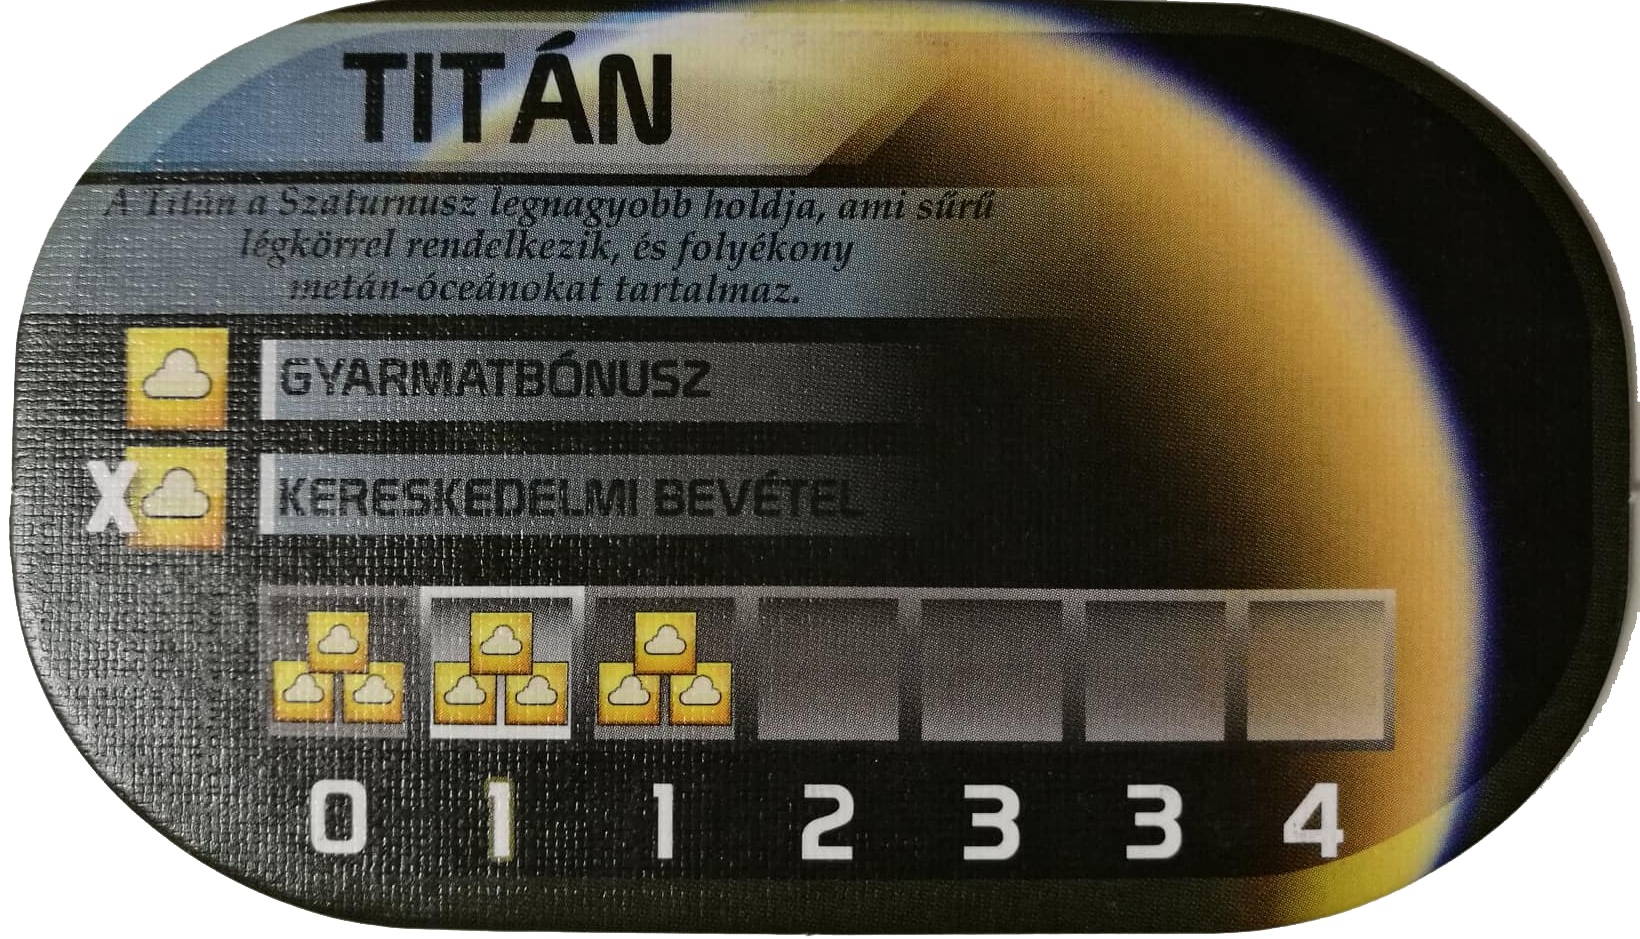 TITÁN
A Titán a Szaturnusz legnagyobb holdja, ami sűrű
légkörrel rendelkezik, és folyékony
metán-óceánokat tartalmaz.
GYARMATBÓNUSZ
X KERESKEDELMI BEVÉTEL
0 1 1 2 3 3 4